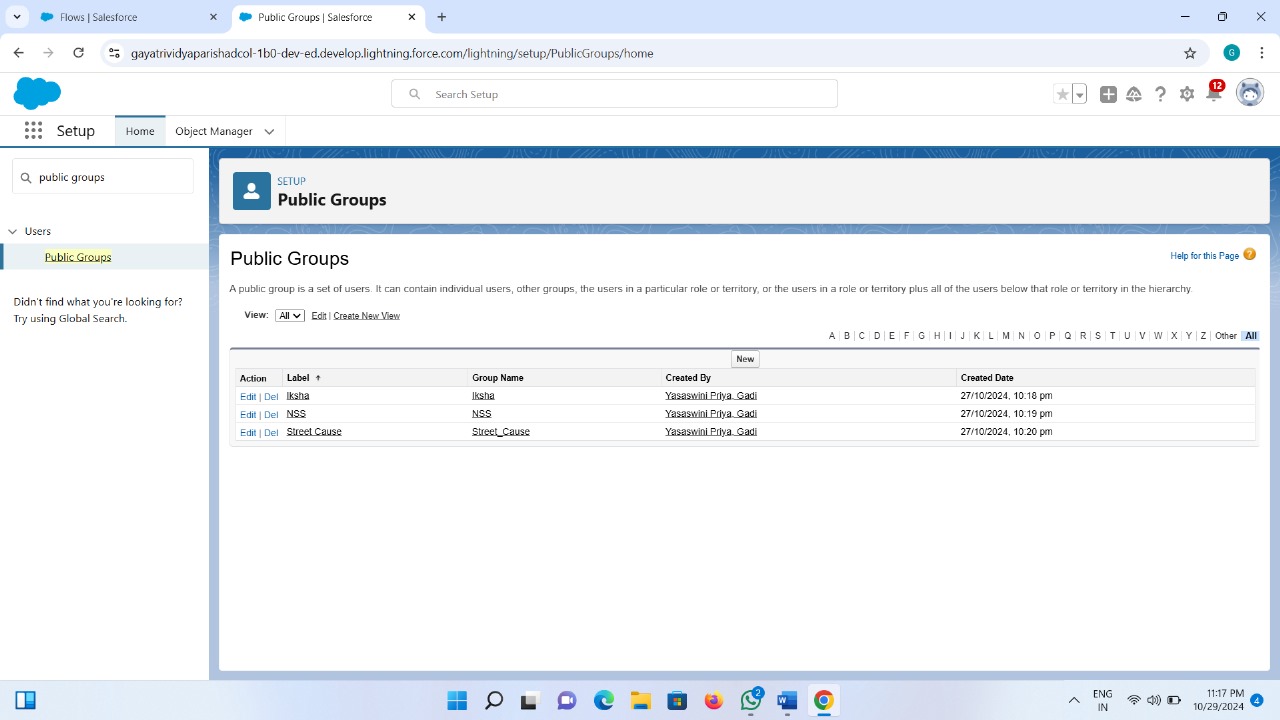 Flows | Salesforce
Public Groups | Salesforce
gayatrividyaparishadcol-1b0-dev-ed.develop.lightning.force.com/lightning/setup/PublicGroups/home
G
Search Setup
12
Setup
Home
Object Manager
public groups
Users
Public Groups
Didn't find what you're looking for?
Try using Global Search.
SETUP
Public Groups
Public Groups
Help for this Page ?
A public group is a set of users. It can contain individual users, other groups, the users in a particular role or territory, or the users in a role or territory plus all of the users below that role or territory in the hierarchy.
View: All Edit | Create New View
A | B | C | D | E | F | G | H | I | J | K | L | M | N | O | P | Q | R | S | T | U | V | W | X | Y | Z | Other | All
New
Action Label ↑ Group Name Created By Created Date
Edit | Del Iksha Iksha Yasaswini Priya, Gadi 27/10/2024, 10:18 pm
Edit | Del NSS NSS Yasaswini Priya, Gadi 27/10/2024, 10:19 pm
Edit | Del Street Cause Street_Cause Yasaswini Priya, Gadi 27/10/2024, 10:20 pm
2
ENG
IN
11:17 PM
10/29/2024
4